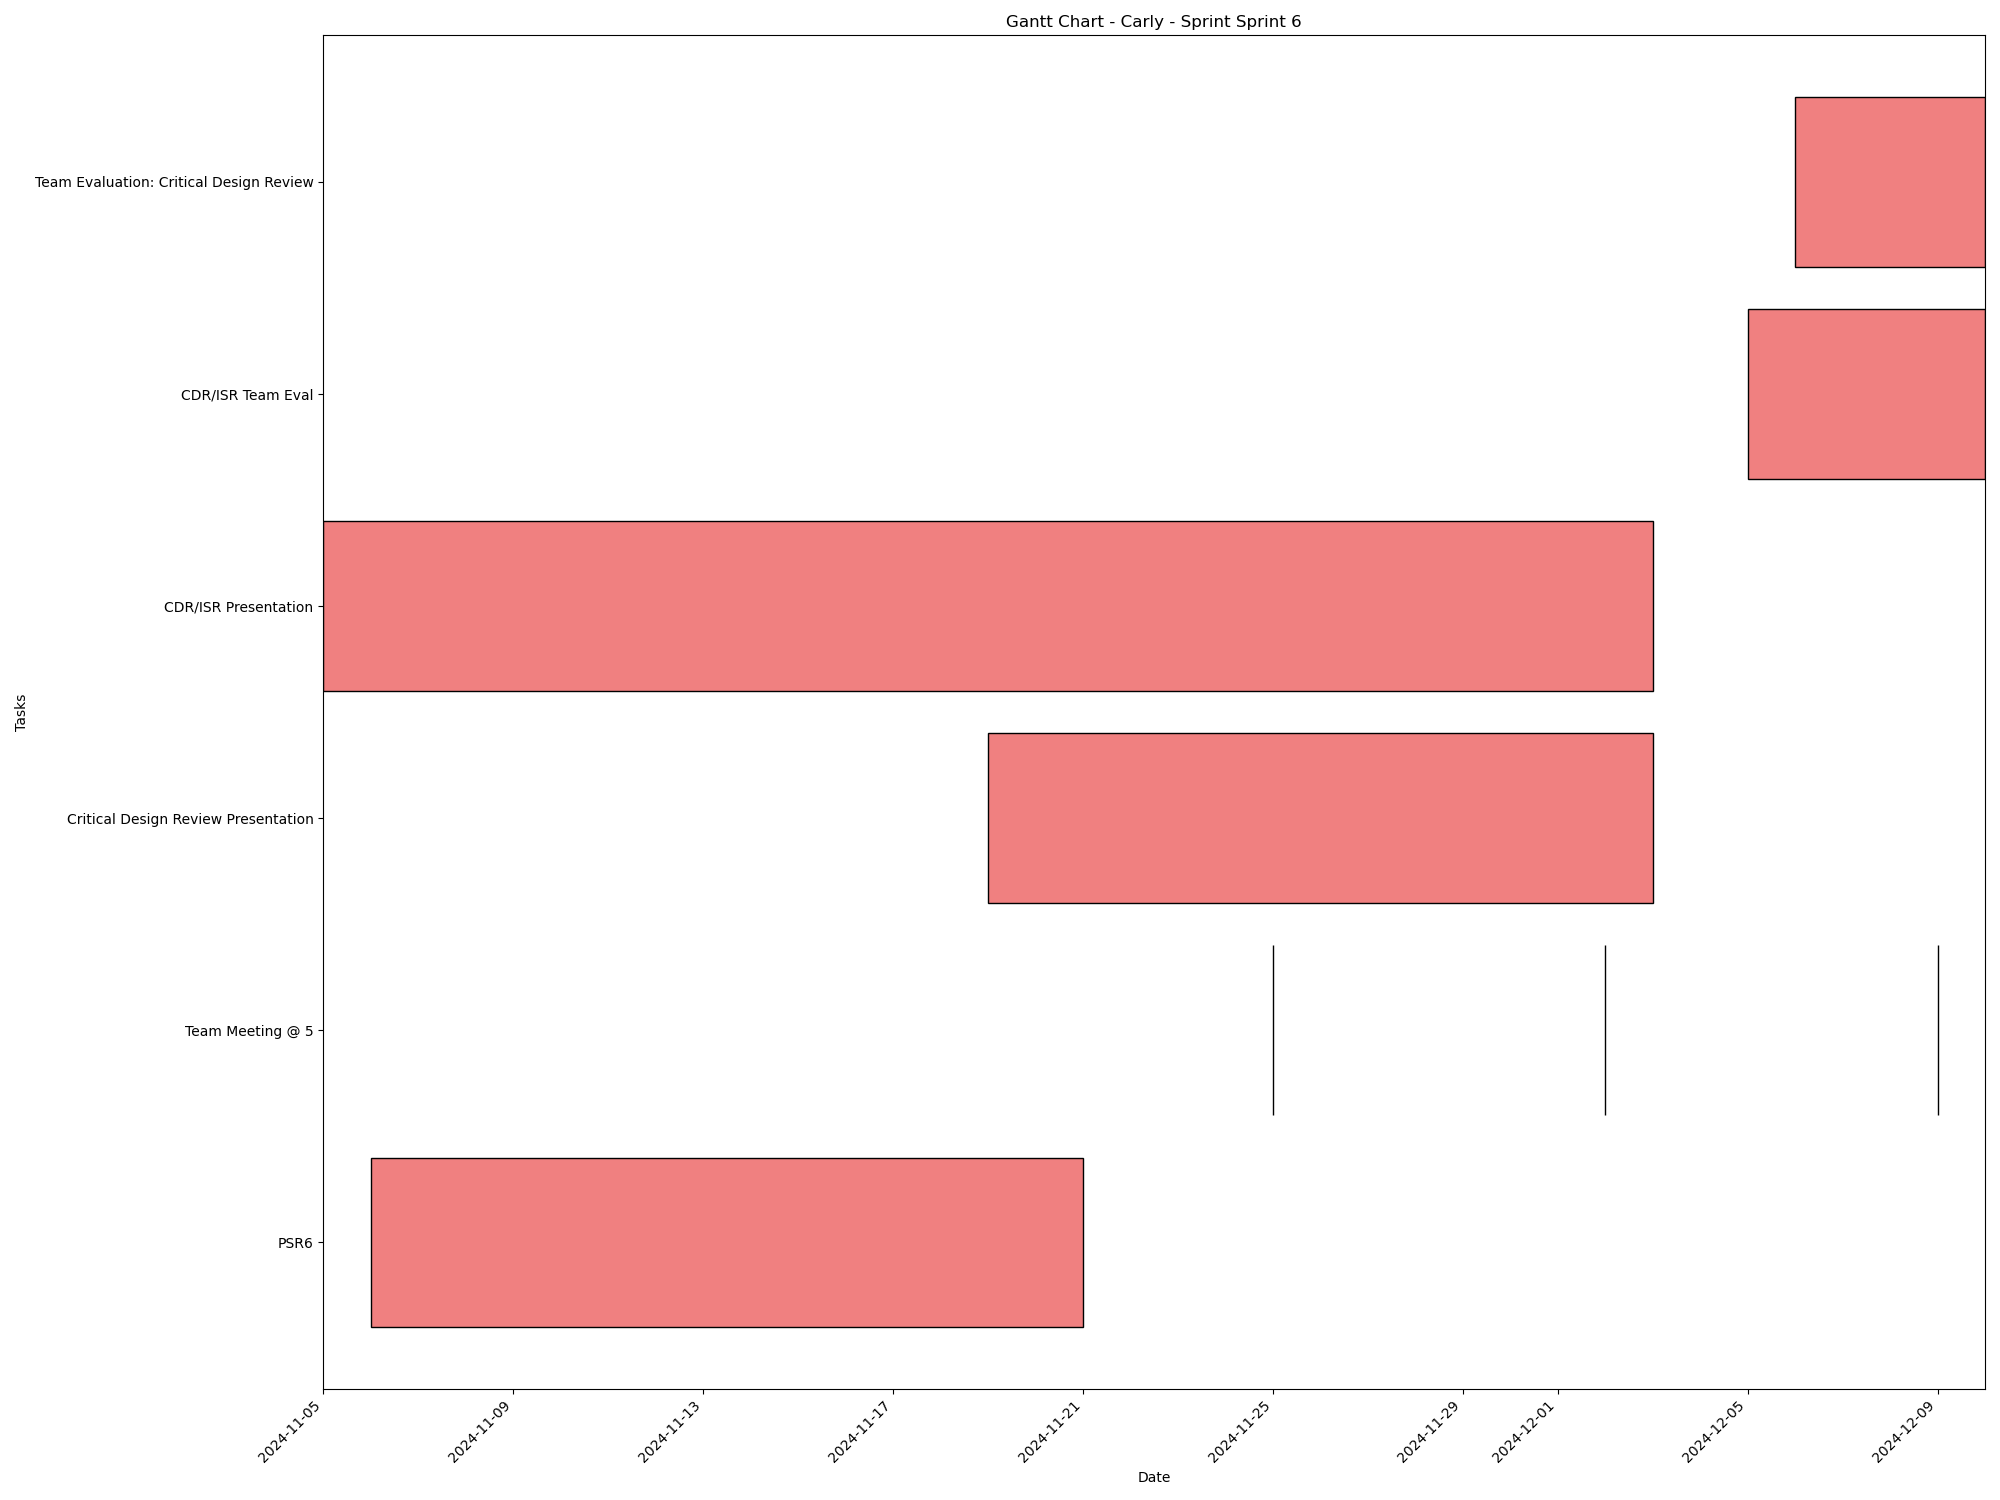 Gantt Chart - Carly - Sprint Sprint 6
Team Evaluation: Critical Design Review
CDR/ISR Team Eval
CDR/ISR Presentation
Critical Design Review Presentation
Team Meeting @ 5
PSR6
Tasks
2024-11-05
2024-11-09
2024-11-13
2024-11-17
2024-11-21
2024-11-25
2024-11-29
2024-12-01
2024-12-05
2024-12-09
Date